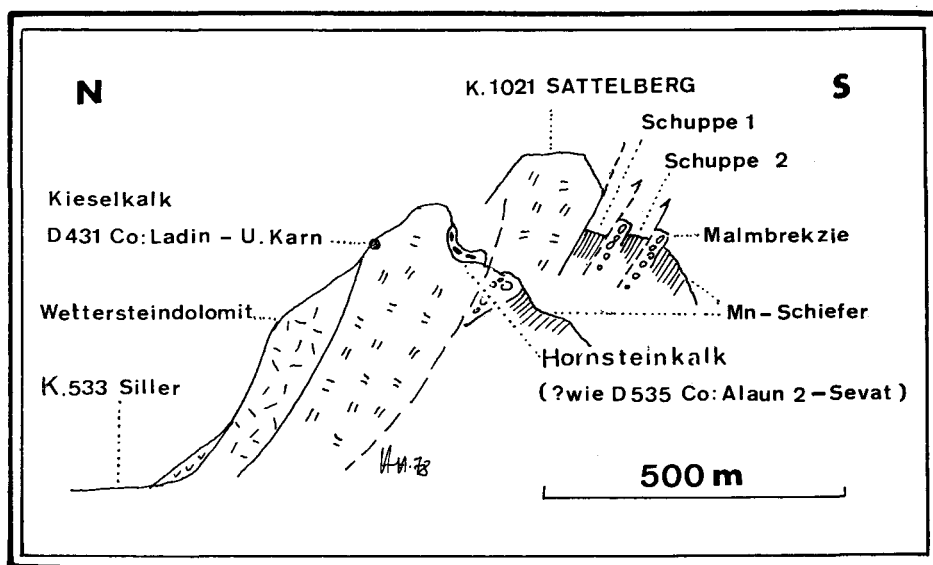 N
S
K.1021 SATTELBERG
Schuppe 1
Schuppe 2
Kieselkalk
D431 Co: Ladin - U. Karn
Malmbrekzie
Wettersteindolomit
Mn-Schiefer
Hornsteinkalk
(?wie D535 Co: Alaun 2-Sevat)
K.533 Siller
500 m